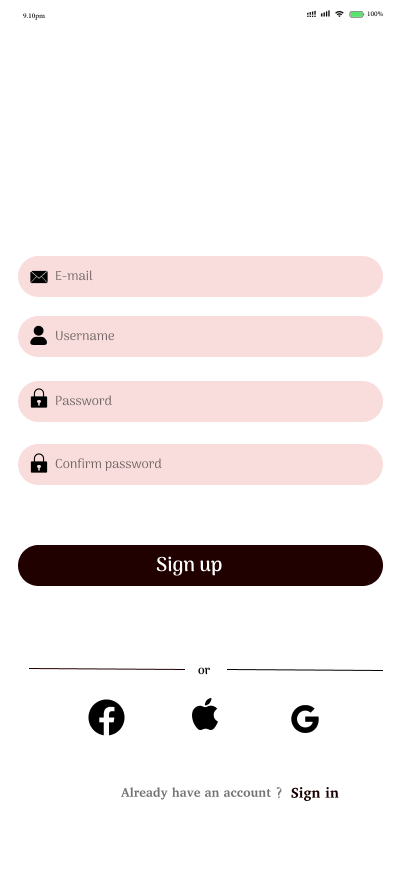 9.10pm 100%
E-mail
Username
Password
Confirm password
Sign up
or
Already have an account ? Sign in